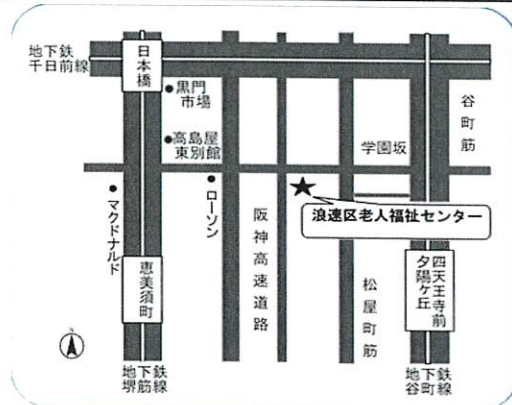 地下鉄
千日前線
日本橋
●黒門
市場
●高島屋
東別館
学園坂
谷町筋
●マクドナルド
●ローソン
★
浪速区老人福祉センター
阪神高速道路
松屋町筋
恵美須町
四天王寺前
夕陽ヶ丘
地下鉄
堺筋線
地下鉄
谷町線